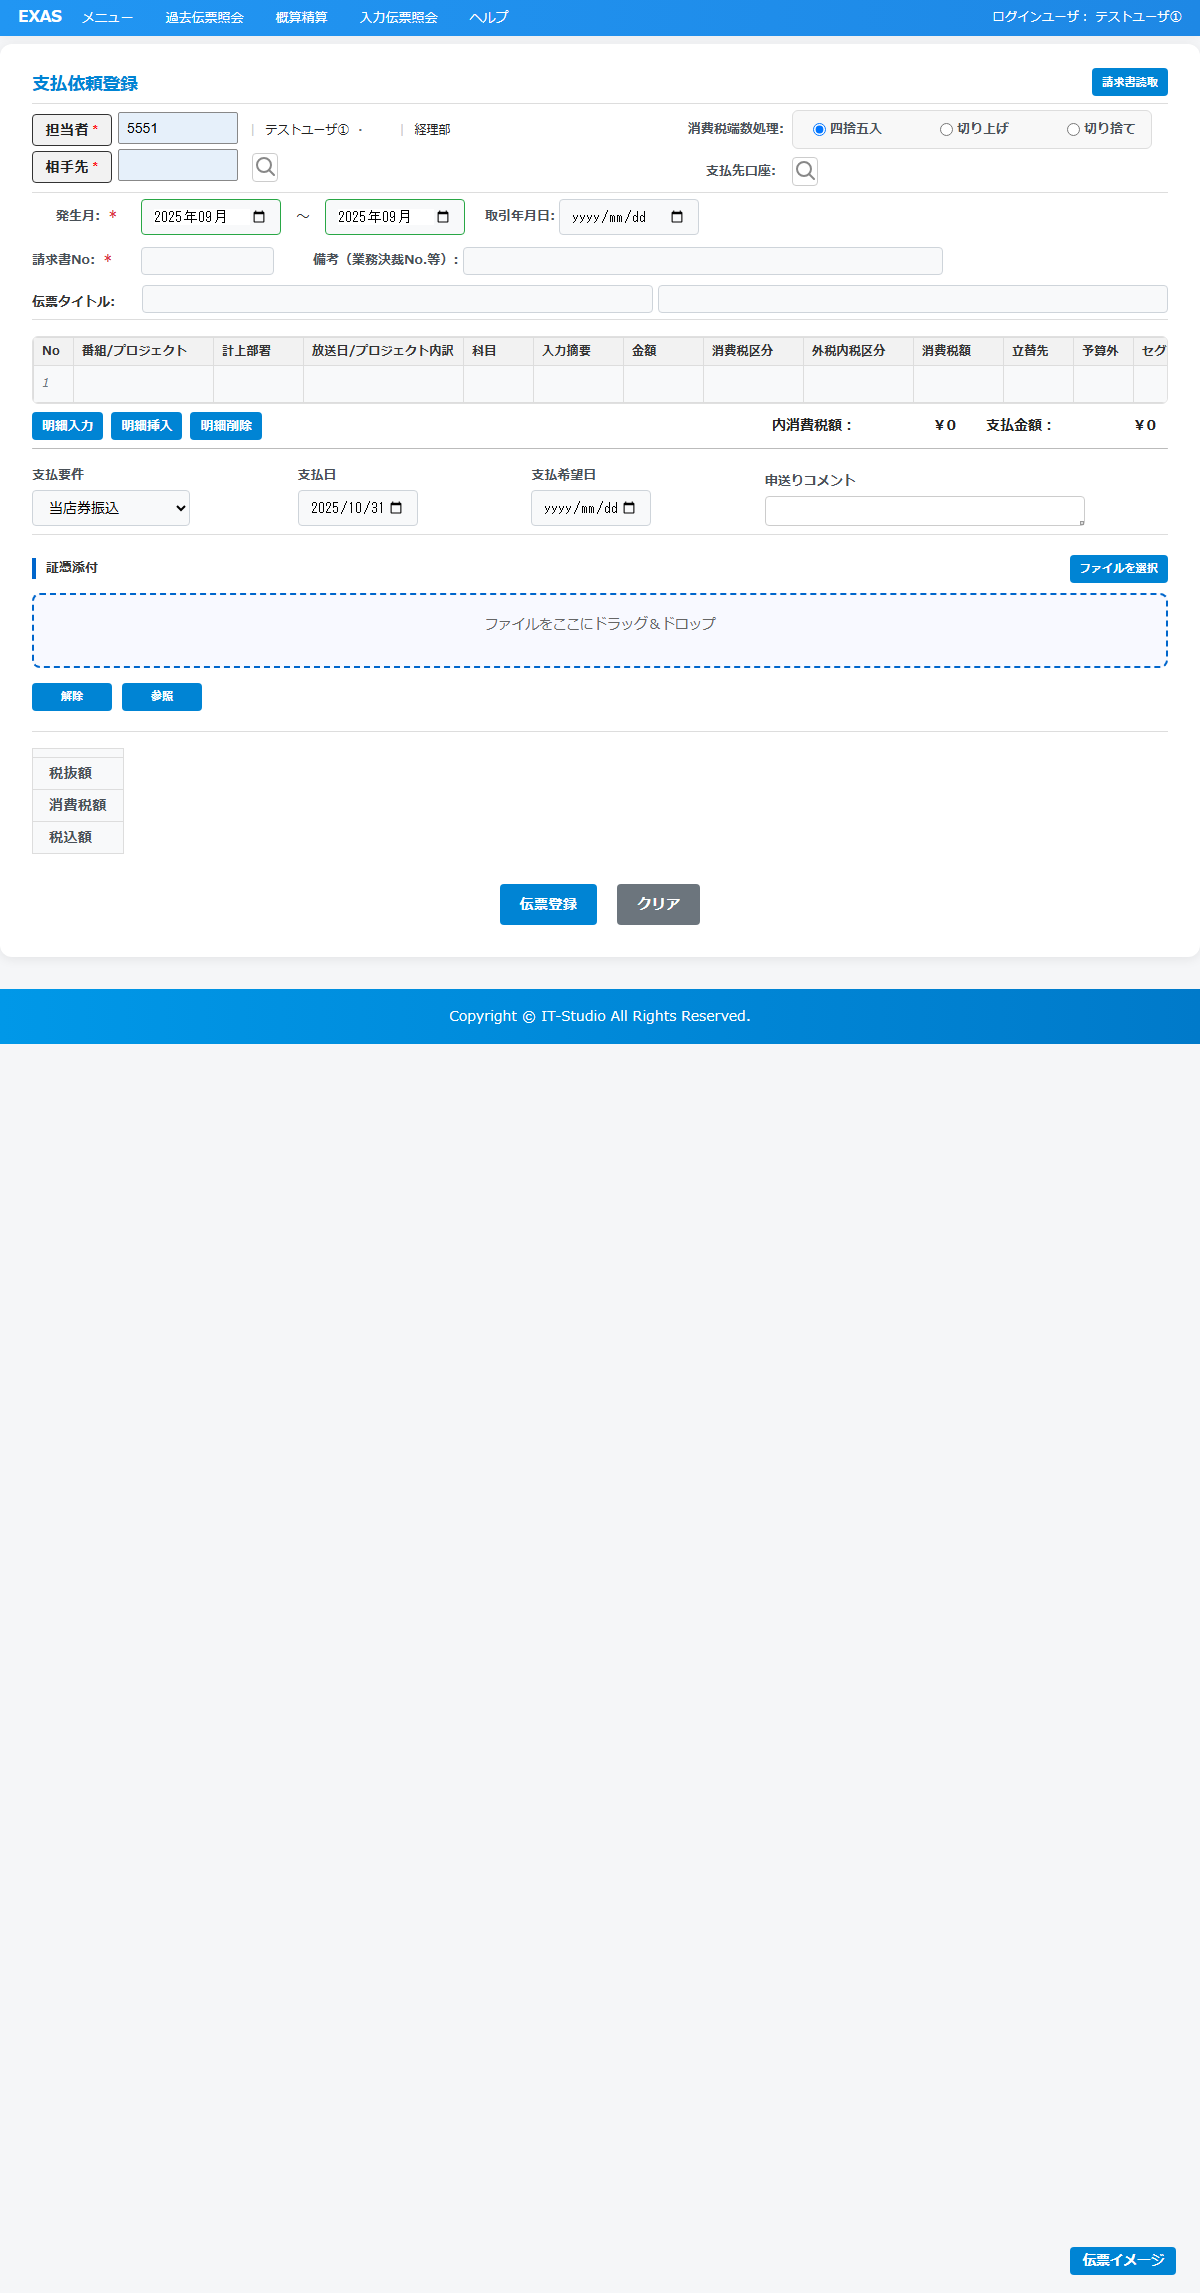 EXAS メニュー 過去伝票照会 概算精算 入力伝票照会 ヘルプ ログインユーザ： テストユーザ①
支払依頼登録 請求書読取
担当者 * 5551 | テストユーザ① ・ | 経理部 消費税端数処理: 四捨五入 切り上げ 切り捨て
相手先 * 支払先口座:
発生月: * 2025年09月 ～ 2025年09月 取引年月日: yyyy/mm/dd
請求書No: * 備考（業務決裁No.等）:
伝票タイトル:
No 番組/プロジェクト 計上部署 放送日/プロジェクト内訳 科目 入力摘要 金額 消費税区分 外税内税区分 消費税額 立替先 予算外 セグ
1
明細入力 明細挿入 明細削除 内消費税額： ¥0 支払金額： ¥0
支払要件 支払日 支払希望日 申送りコメント
当店券振込 2025/10/31 yyyy/mm/dd
証憑添付 ファイルを選択
ファイルをここにドラッグ＆ドロップ
解除 参照
税抜額
消費税額
税込額
伝票登録 クリア
Copyright © IT-Studio All Rights Reserved.
伝票イメージ